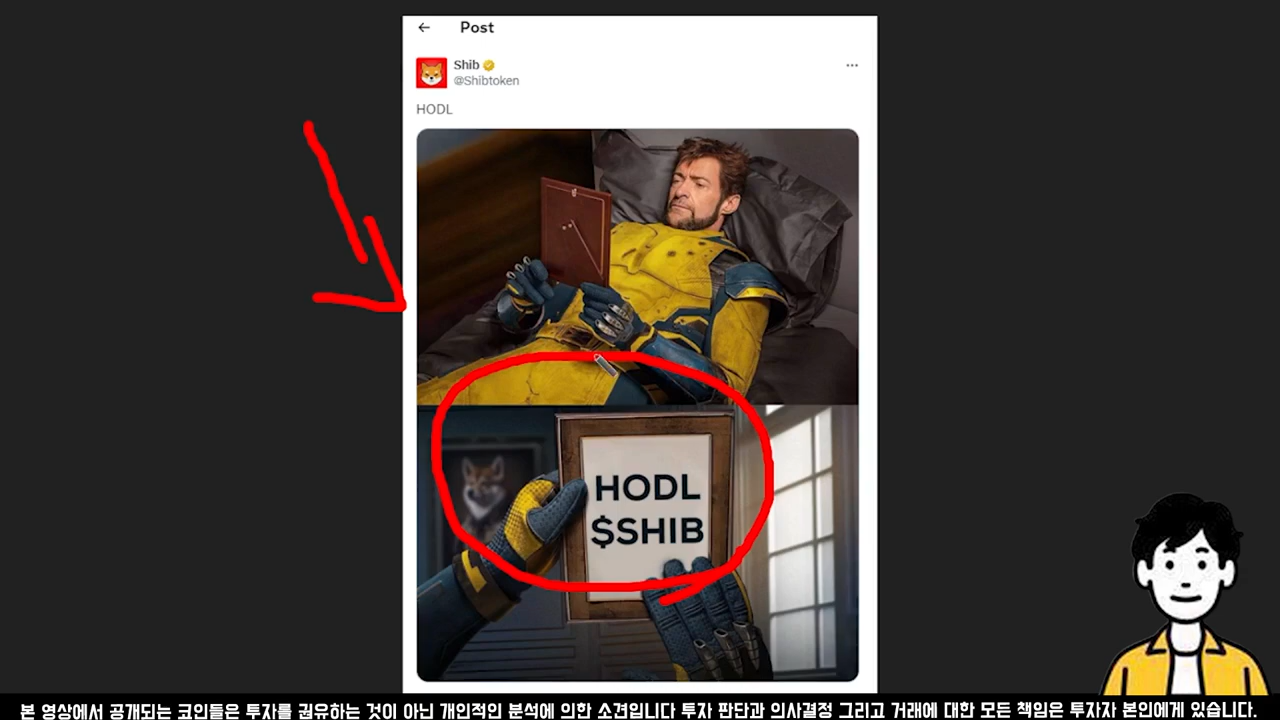 Post
Shib
@Shibtoken
HODL
HODL
$SHIB
본 영상에서 공개되는 코인들은 투자를 권유하는 것이 아닌 개인적인 분석에 의한 소견입니다 투자 판단과 의사결정 그리고 거래에 대한 모든 책임은 투자자 본인에게 있습니다.